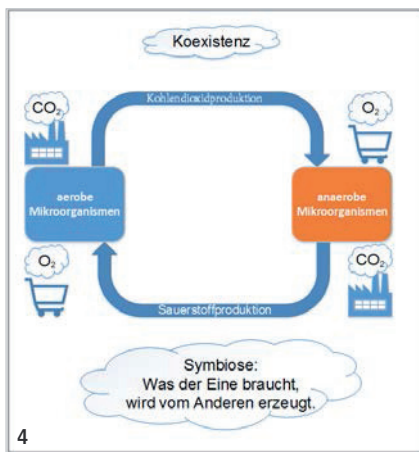 Koexistenz
CO₂
Kohlendioxidproduktion
O₂
aerobe
Mikroorganismen
anaerobe
Mikroorganismen
O₂
Sauerstoffproduktion
CO₂
Symbiose:
Was der Eine braucht,
wird vom Anderen erzeugt.
4